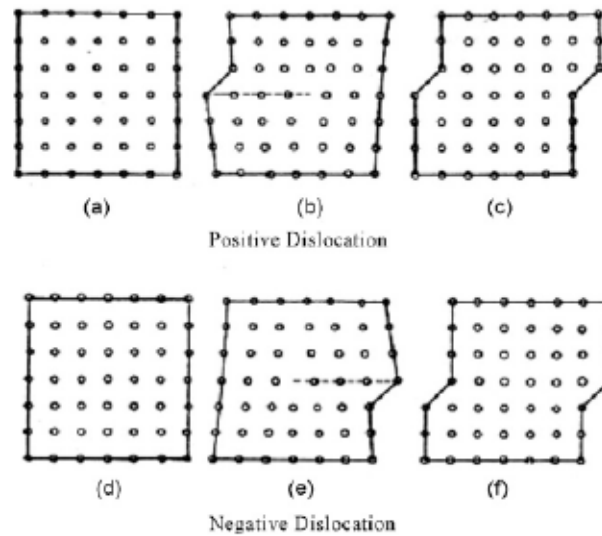 (a) (b) (c)
Positive Dislocation
(d) (e) (f)
Negative Dislocation